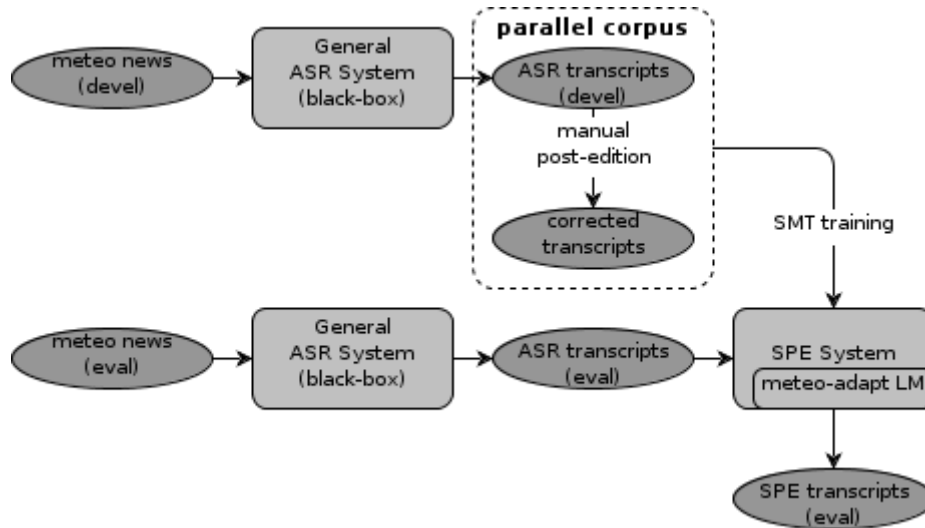 parallel corpus
meteo news
(devel)
General
ASR System
(black-box)
ASR transcripts
(devel)
manual
post-edition
corrected
transcripts
SMT training
meteo news
(eval)
General
ASR System
(black-box)
ASR transcripts
(eval)
SPE System
meteo-adapt LM
SPE transcripts
(eval)